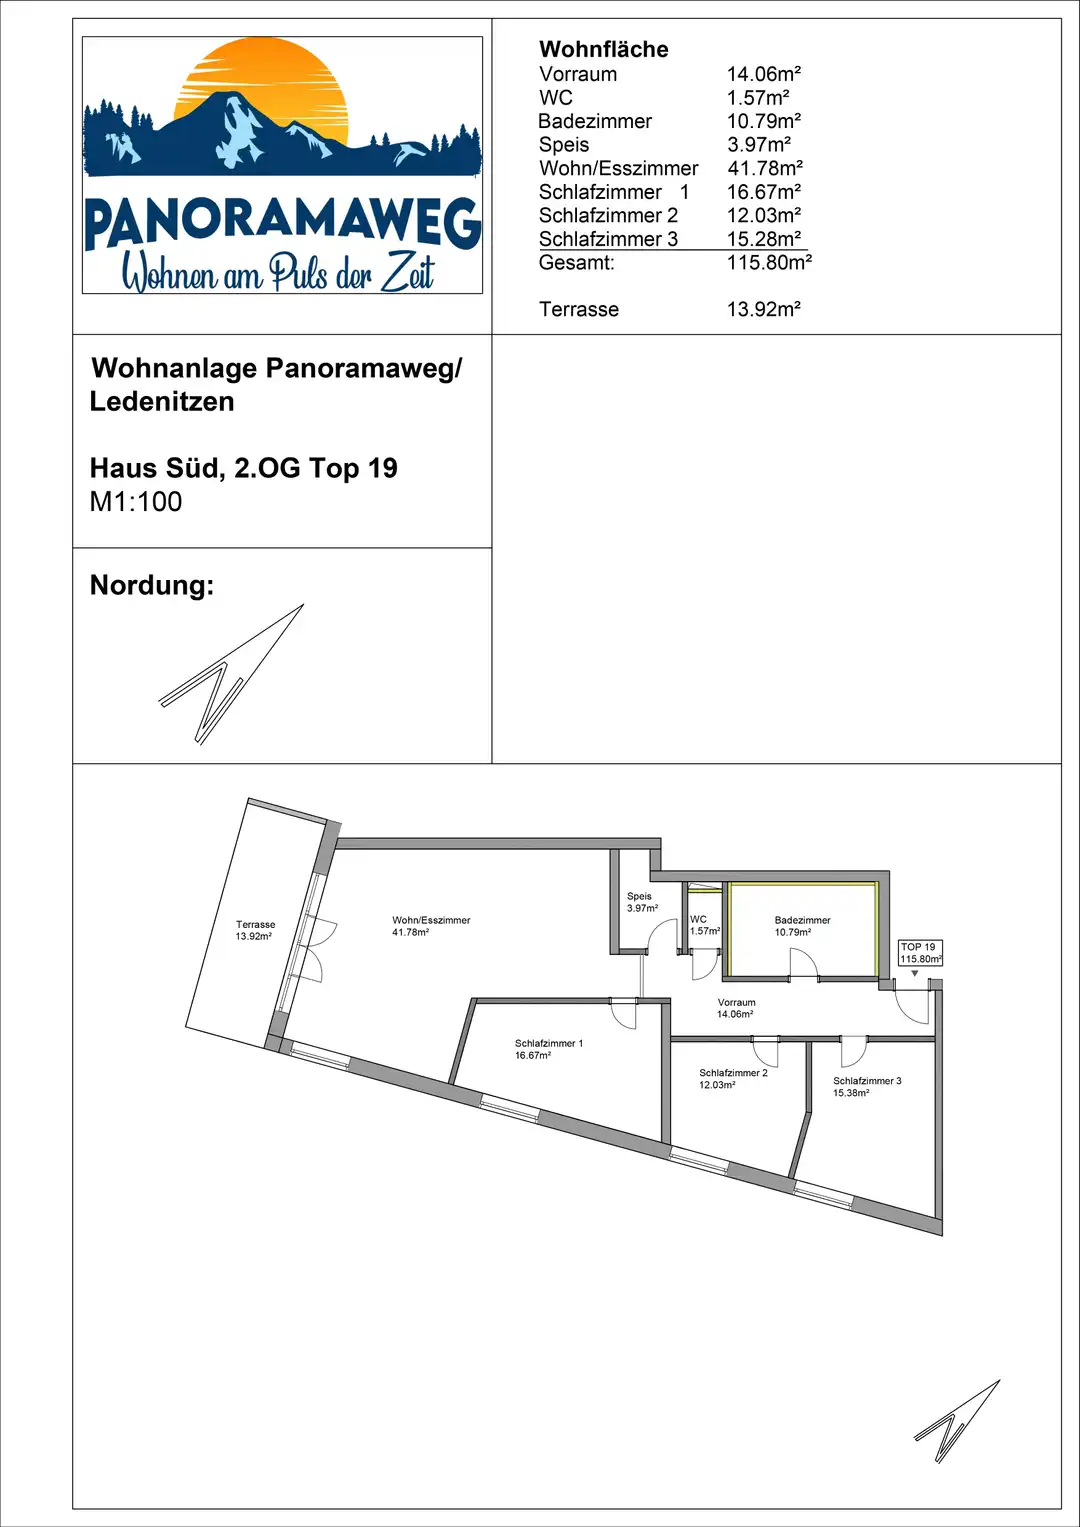 PANORAMAWEG
Wohnen am Puls der Zeit
Wohnfläche
Vorraum 14.06m²
WC 1.57m²
Badezimmer 10.79m²
Speis 3.97m²
Wohn/Esszimmer 41.78m²
Schlafzimmer 1 16.67m²
Schlafzimmer 2 12.03m²
Schlafzimmer 3 15.28m²
Gesamt: 115.80m²
Terrasse 13.92m²
Wohnanlage Panoramaweg/
Ledenitzen
Haus Süd, 2.OG Top 19
M1:100
Nordung:
N
Terrasse
13.92m²
Wohn/Esszimmer
41.78m²
Speis
3.97m²
WC
1.57m²
Badezimmer
10.79m²
TOP 19
115.80m²
Vorraum
14.06m²
Schlafzimmer 1
16.67m²
Schlafzimmer 2
12.03m²
Schlafzimmer 3
15.38m²
N